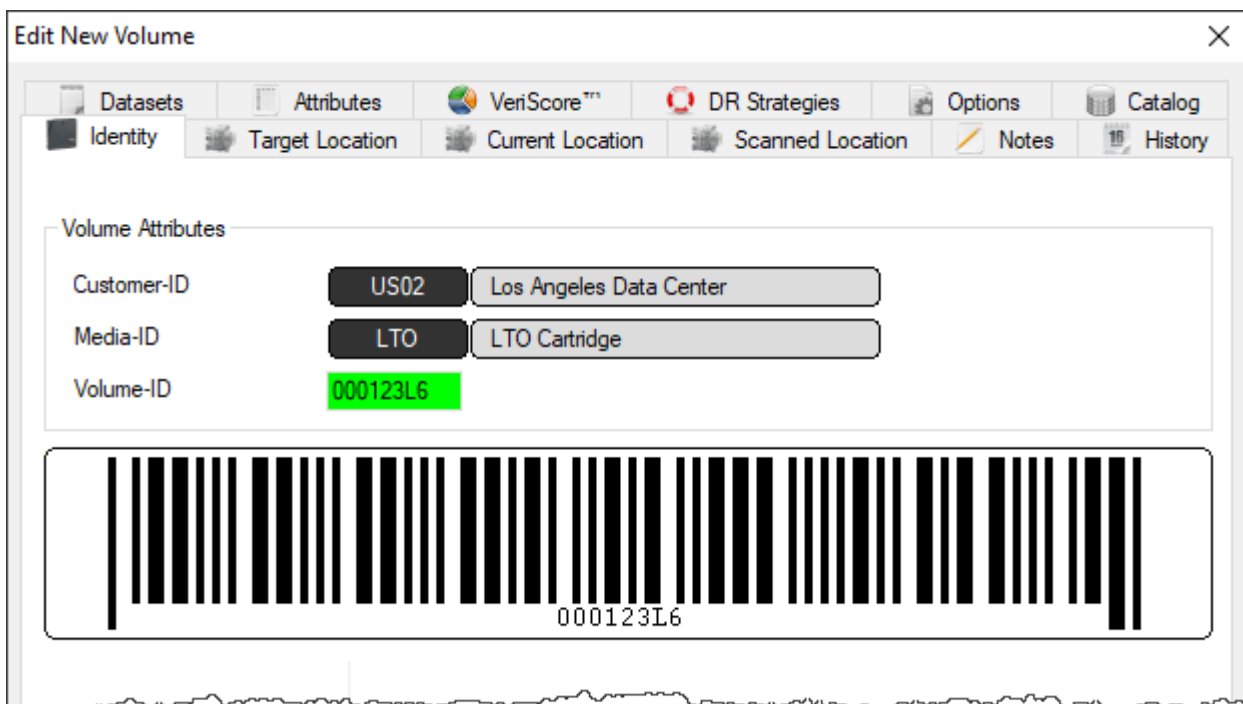 Edit New Volume
Datasets Attributes VeriScore™ DR Strategies Options Catalog
Identity Target Location Current Location Scanned Location Notes 16 History
Volume Attributes
Customer-ID US02 Los Angeles Data Center
Media-ID LTO LTO Cartridge
Volume-ID 000123L6
000123L6